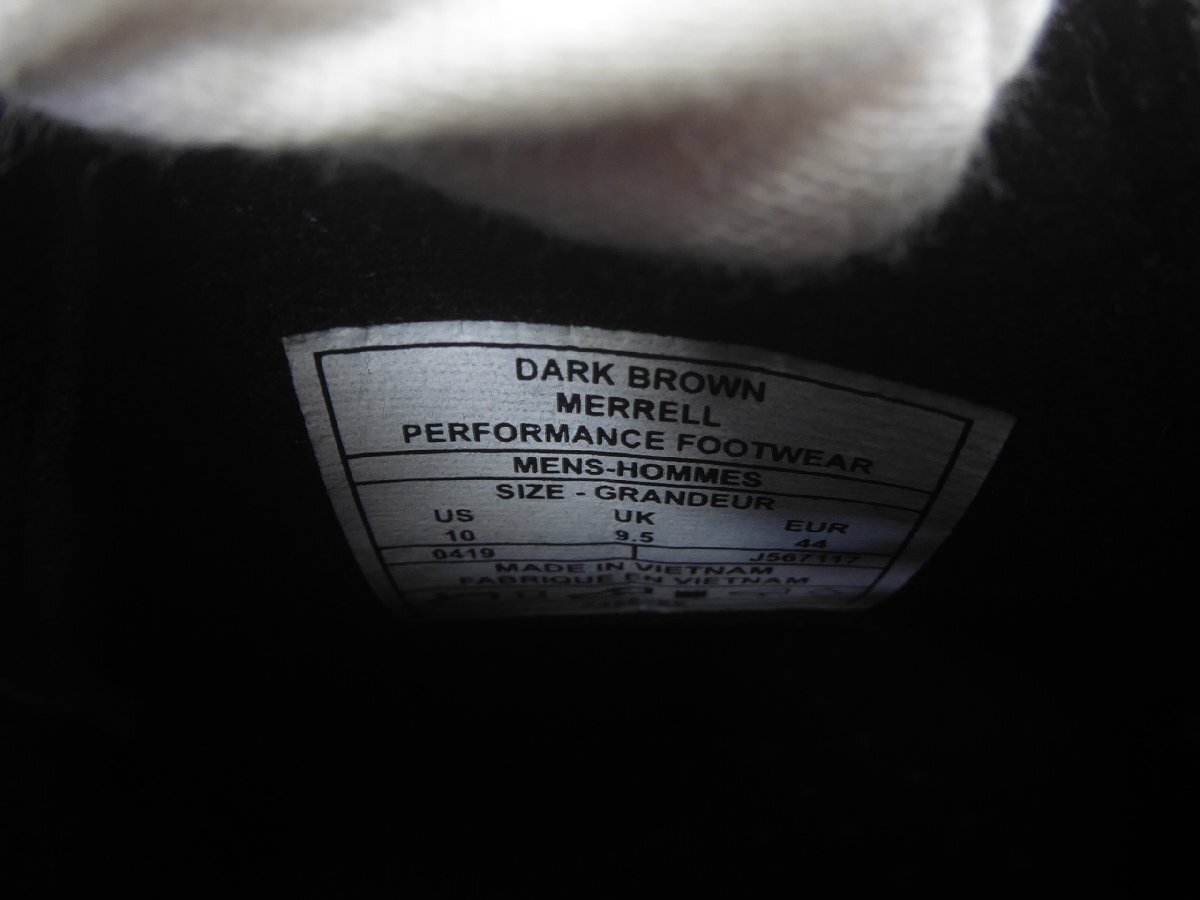 DARK BROWN
MERRELL
PERFORMANCE FOOTWEAR
MENS-HOMMES
SIZE - GRANDEUR
US UK EUR
10 9.5 44
0419 J567117
MADE IN VIETNAM
FABRIQUE EN VIETNAM